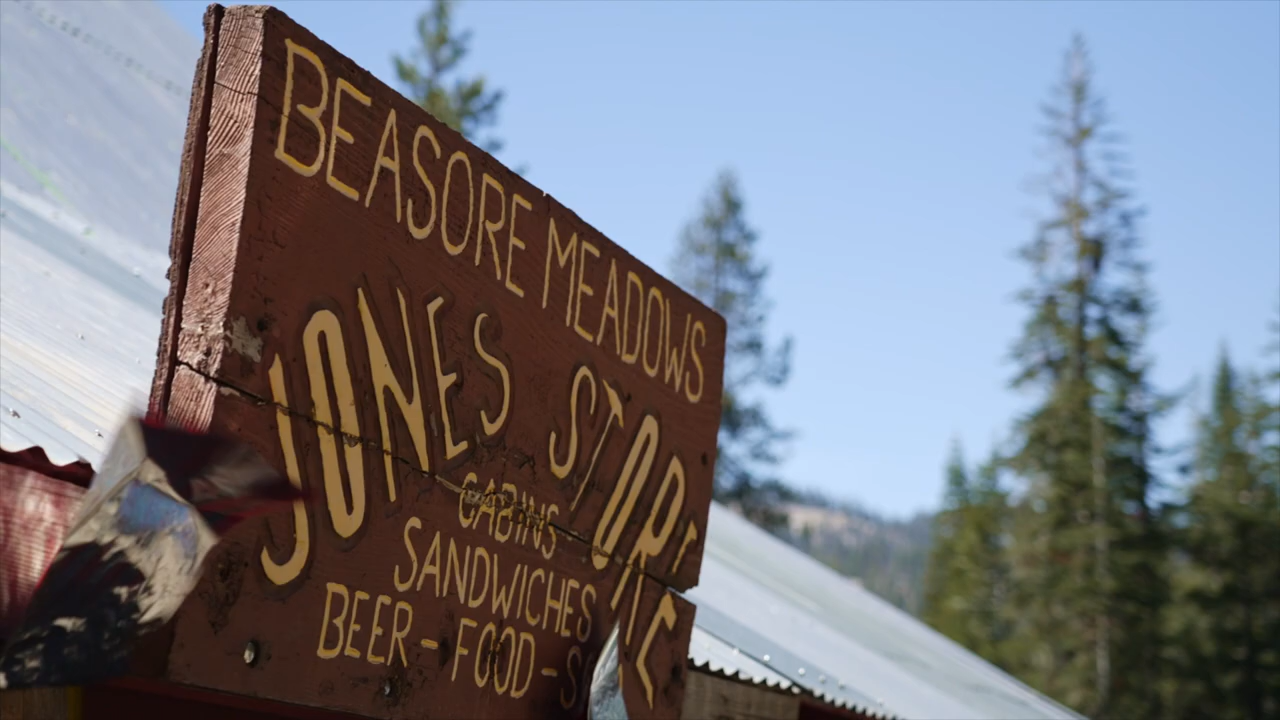 BEASORE MEADOWS
JONES STORE
CABINS
SANDWICHES
BEER-FOOD-